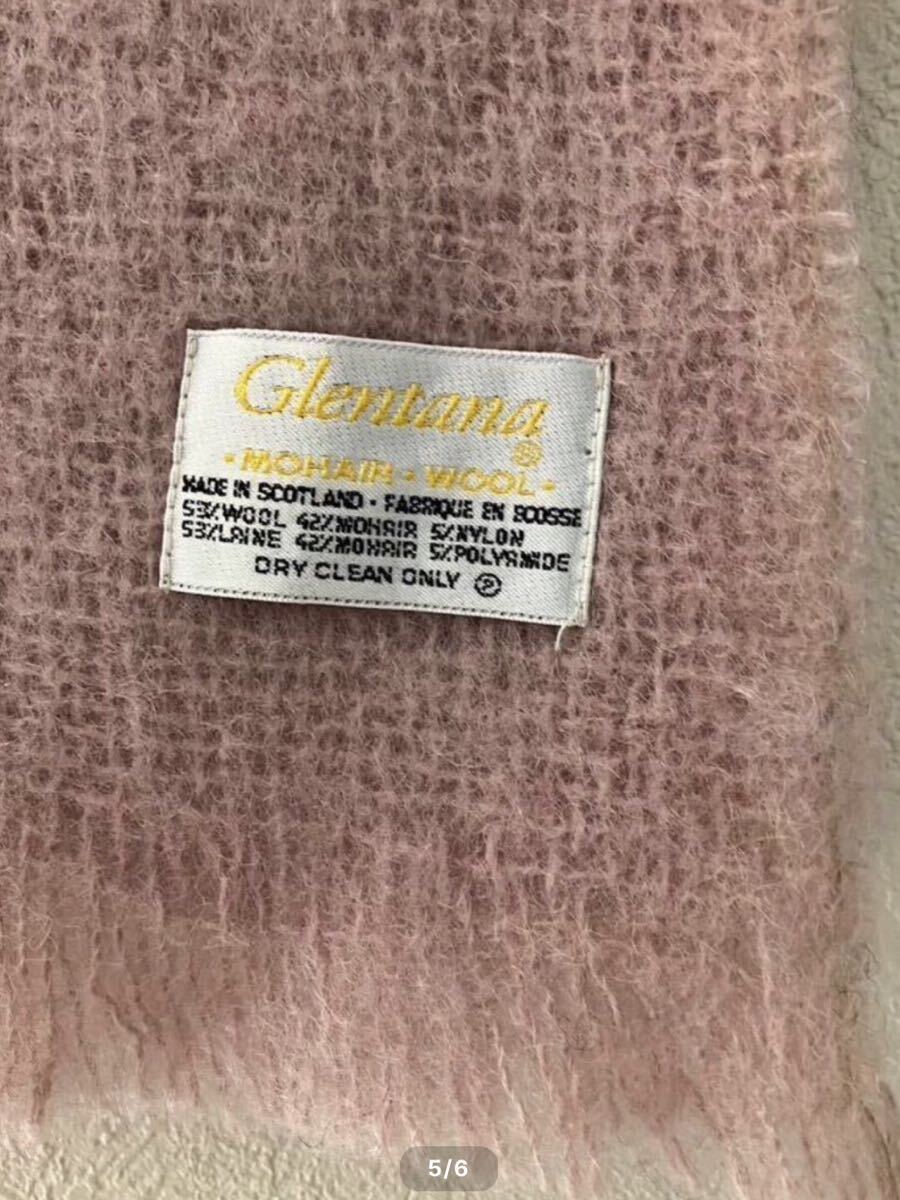 Glentana
®
• MOHAIR • WOOL •
MADE IN SCOTLAND • FABRIQUE EN ECOSSE
53%WOOL 42%MOHAIR 5%NYLON
53%LAINE 42%MOHAIR 5%POLYAMIDE
DRY CLEAN ONLY Ⓟ
5/6